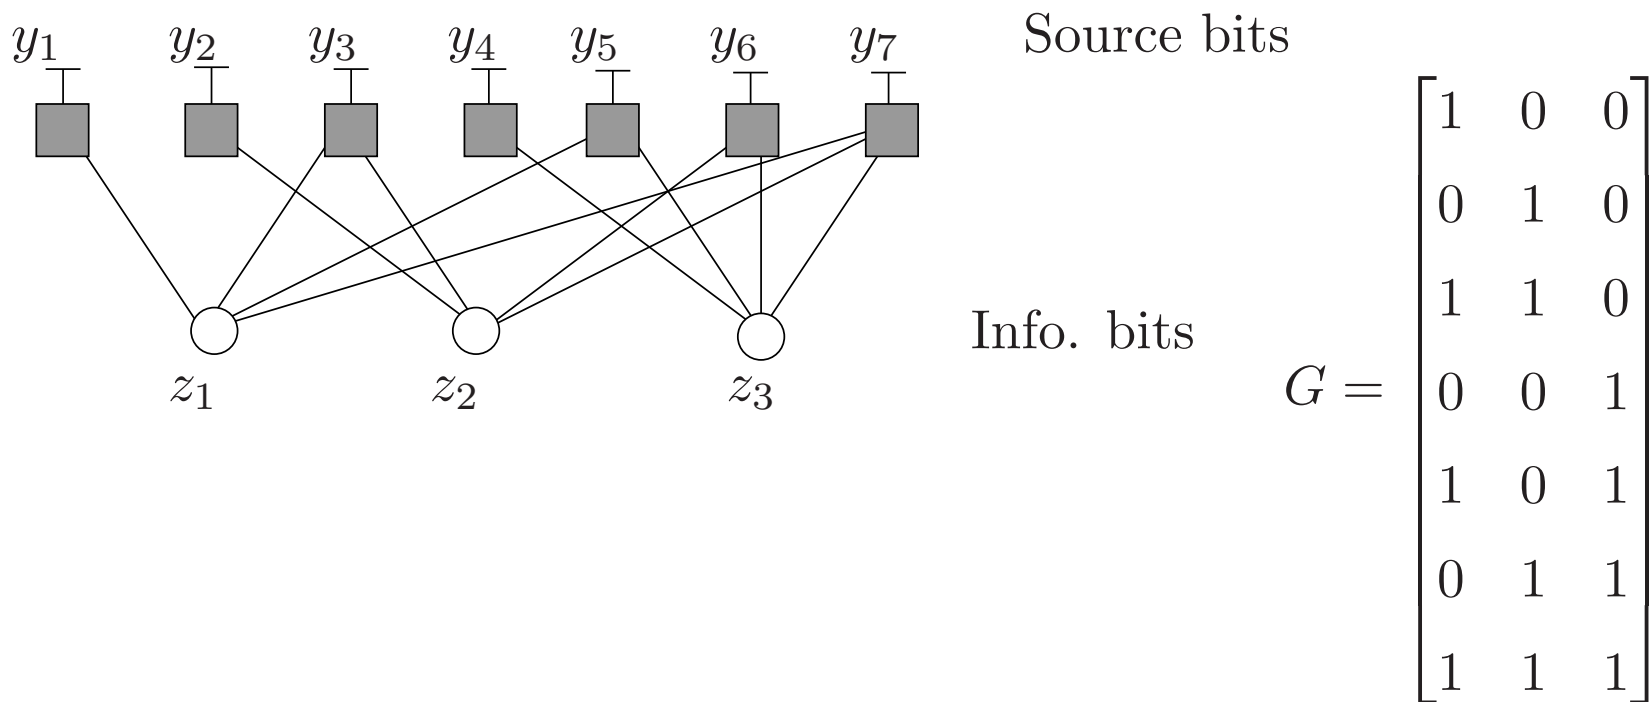 y1 y2 y3 y4 y5 y6 y7 Source bits
z1 z2 z3 Info. bits
G =
1 0 0
0 1 0
1 1 0
0 0 1
1 0 1
0 1 1
1 1 1